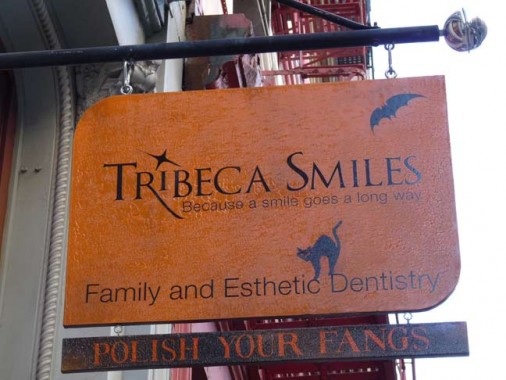 TRIBECA SMILES
Because a smile goes a long way
Family and Esthetic Dentistry
POLISH YOUR FANGS